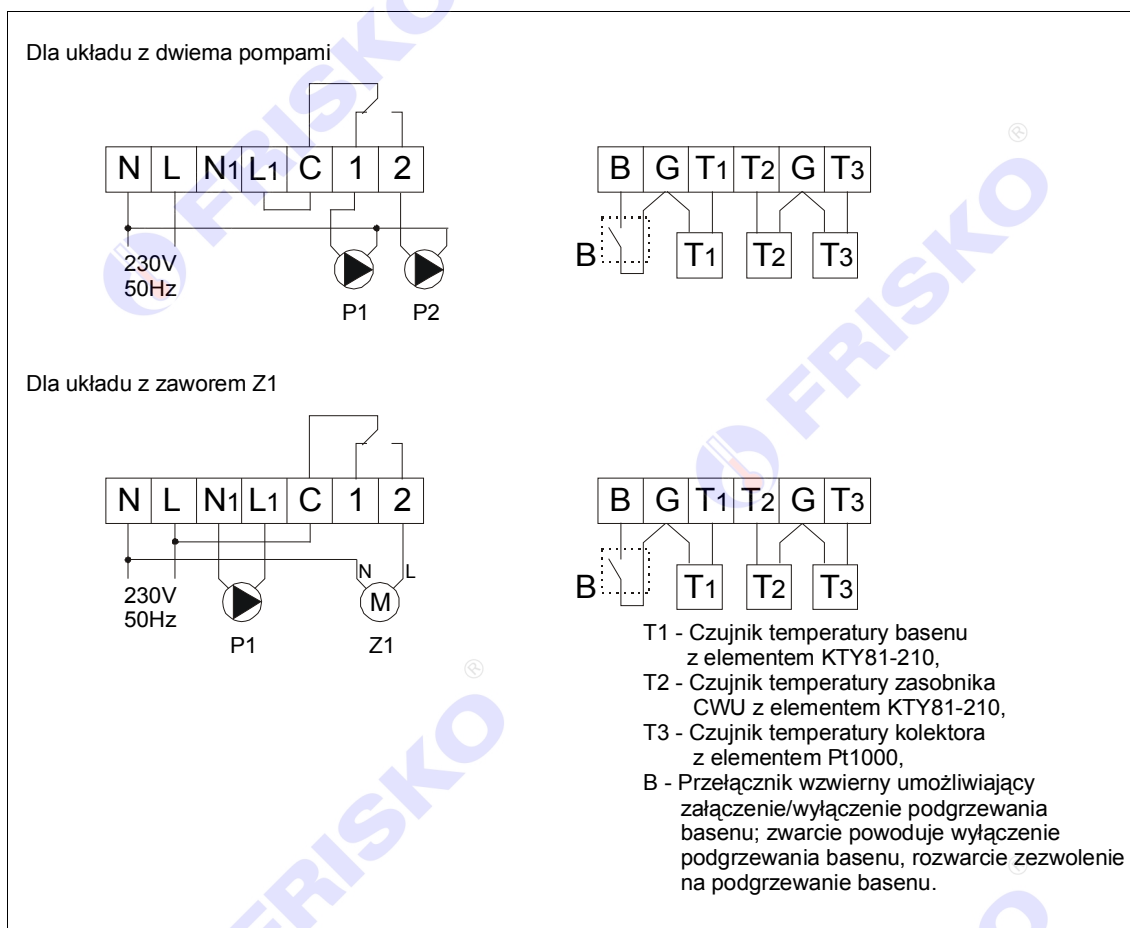 Dla układu z dwiema pompami
N L N1 L1 C 1 2
230V
50Hz
P1 P2
B G T1 T2 G T3
B T1 T2 T3
Dla układu z zaworem Z1
N L N1 L1 C 1 2
N L
230V
50Hz
M
P1 Z1
B G T1 T2 G T3
B T1 T2 T3
T1 - Czujnik temperatury basenu
z elementem KTY81-210,
T2 - Czujnik temperatury zasobnika
CWU z elementem KTY81-210,
T3 - Czujnik temperatury kolektora
z elementem Pt1000,
B - Przełącznik wzwierny umożliwiający
załączenie/wyłączenie podgrzewania
basenu; zwarcie powoduje wyłączenie
podgrzewania basenu, rozwarcie zezwolenie
na podgrzewanie basenu.
FRISKO
FRISKO ®
FRISKO ®
®